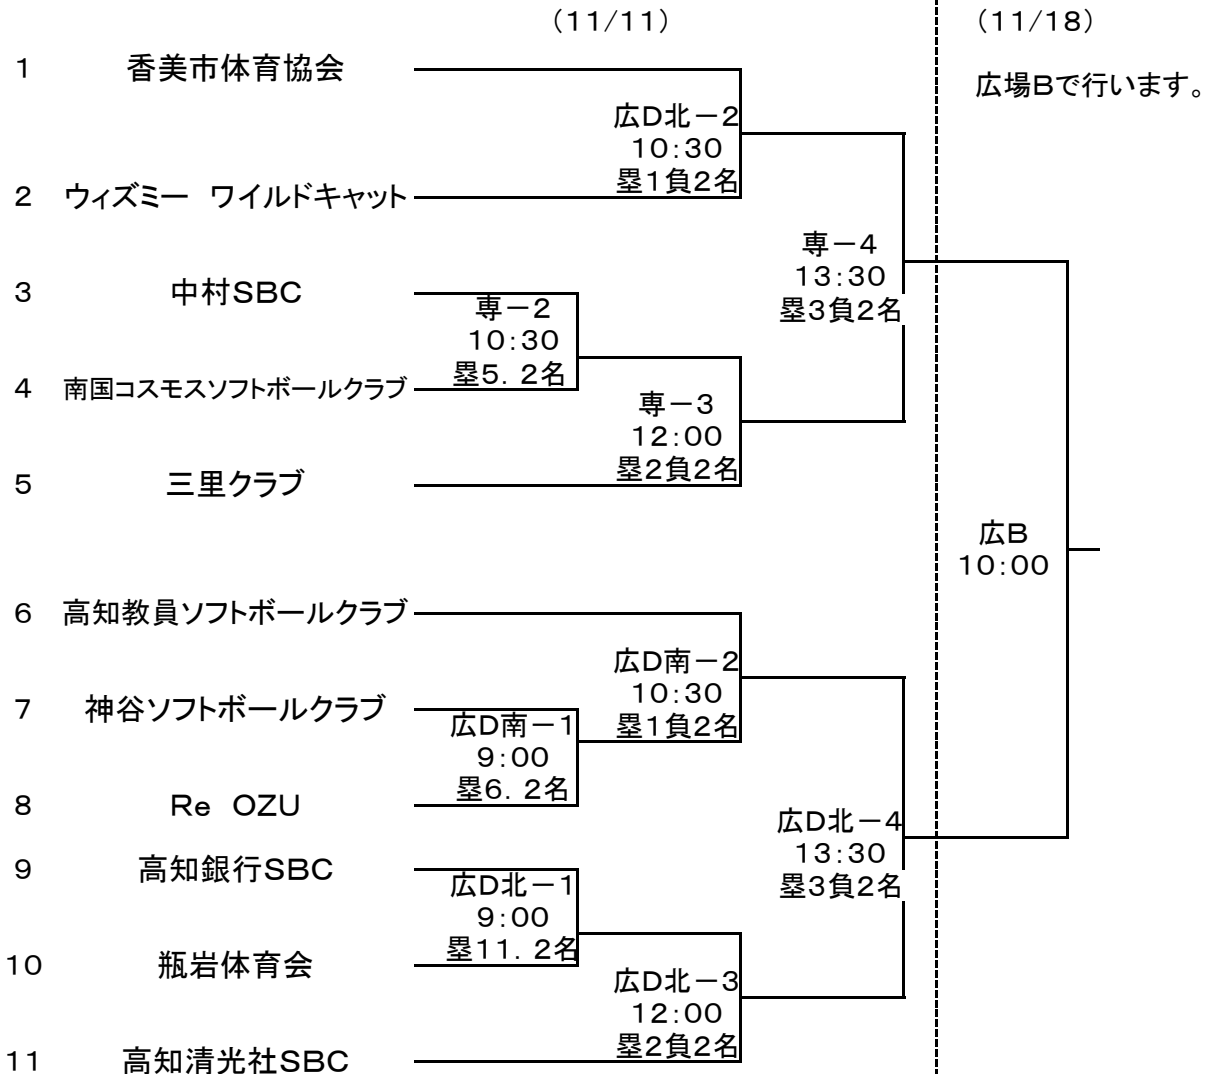 （11/11）
（11/18）
1 香美市体育協会
広場Bで行います。
広D北－2
10:30
塁1負2名
2 ウィズミー　ワイルドキャット
専－4
13:30
塁3負2名
3 中村SBC
専－2
10:30
塁5．2名
4 南国コスモスソフトボールクラブ
専－3
12:00
塁2負2名
5 三里クラブ
広B
10:00
6 高知教員ソフトボールクラブ
広D南－2
10:30
塁1負2名
7 神谷ソフトボールクラブ
広D南－1
9:00
塁6．2名
8 Re　OZU
広D北－4
13:30
塁3負2名
9 高知銀行SBC
広D北－1
9:00
塁11．2名
10 瓶岩体育会
広D北－3
12:00
塁2負2名
11 高知清光社SBC